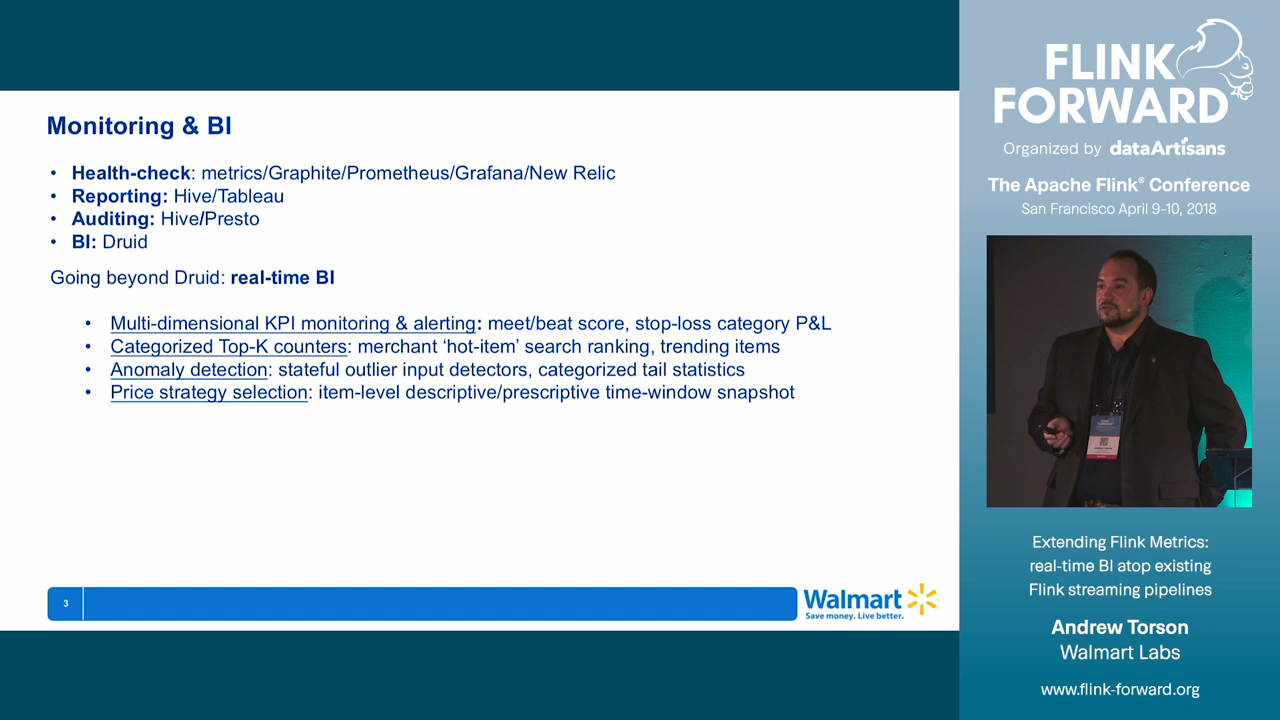 Monitoring & BI
• Health-check: metrics/Graphite/Prometheus/Grafana/New Relic
• Reporting: Hive/Tableau
• Auditing: Hive/Presto
• BI: Druid
Going beyond Druid: real-time BI
• Multi-dimensional KPI monitoring & alerting: meet/beat score, stop-loss category P&L
• Categorized Top-K counters: merchant ‘hot-item’ search ranking, trending items
• Anomaly detection: stateful outlier input detectors, categorized tail statistics
• Price strategy selection: item-level descriptive/prescriptive time-window snapshot
3
Walmart
Save money. Live better.
FLINK
FORWARD
Organized by dataArtisans
The Apache Flink® Conference
San Francisco April 9-10, 2018
Extending Flink Metrics:
real-time BI atop existing
Flink streaming pipelines
Andrew Torson
Walmart Labs
www.flink-forward.org